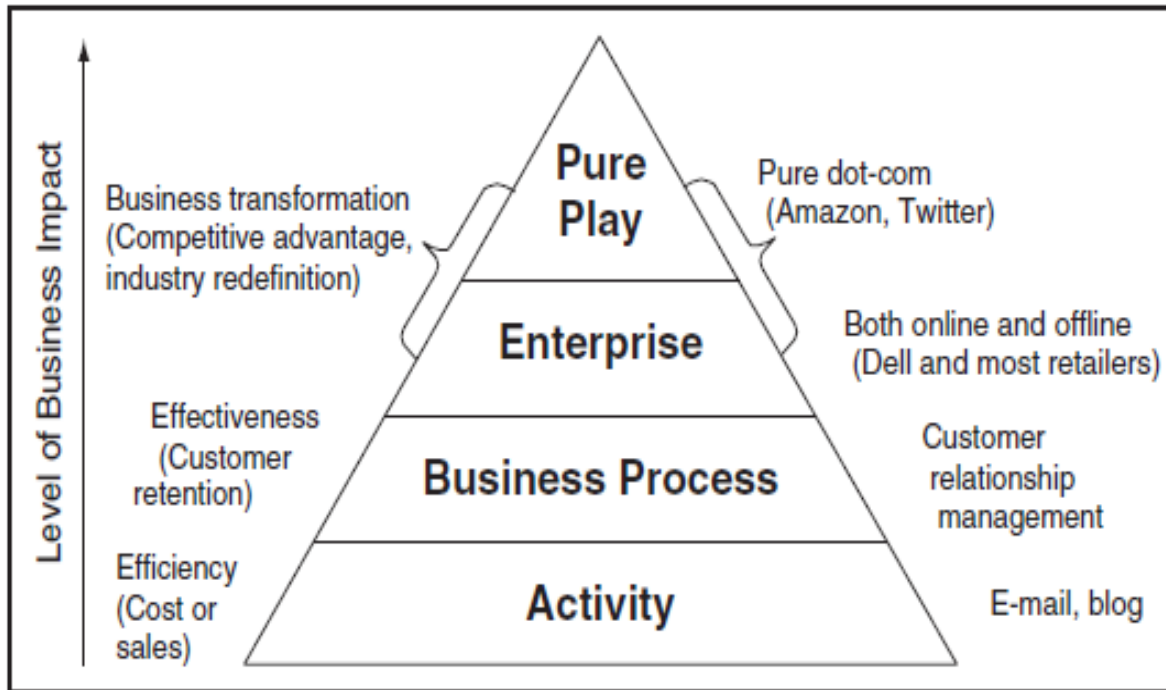 Level of Business Impact
Pure
Play
Business transformation
(Competitive advantage,
industry redefinition)
Pure dot-com
(Amazon, Twitter)
Enterprise
Both online and offline
(Dell and most retailers)
Effectiveness
(Customer
retention)
Business Process
Customer
relationship
management
Efficiency
(Cost or
sales)
Activity
E-mail, blog